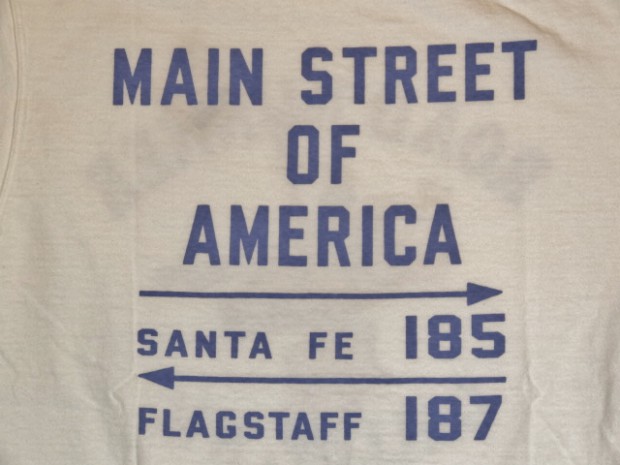 MAIN STREET
OF
AMERICA
SANTA FE 185
FLAGSTAFF 187